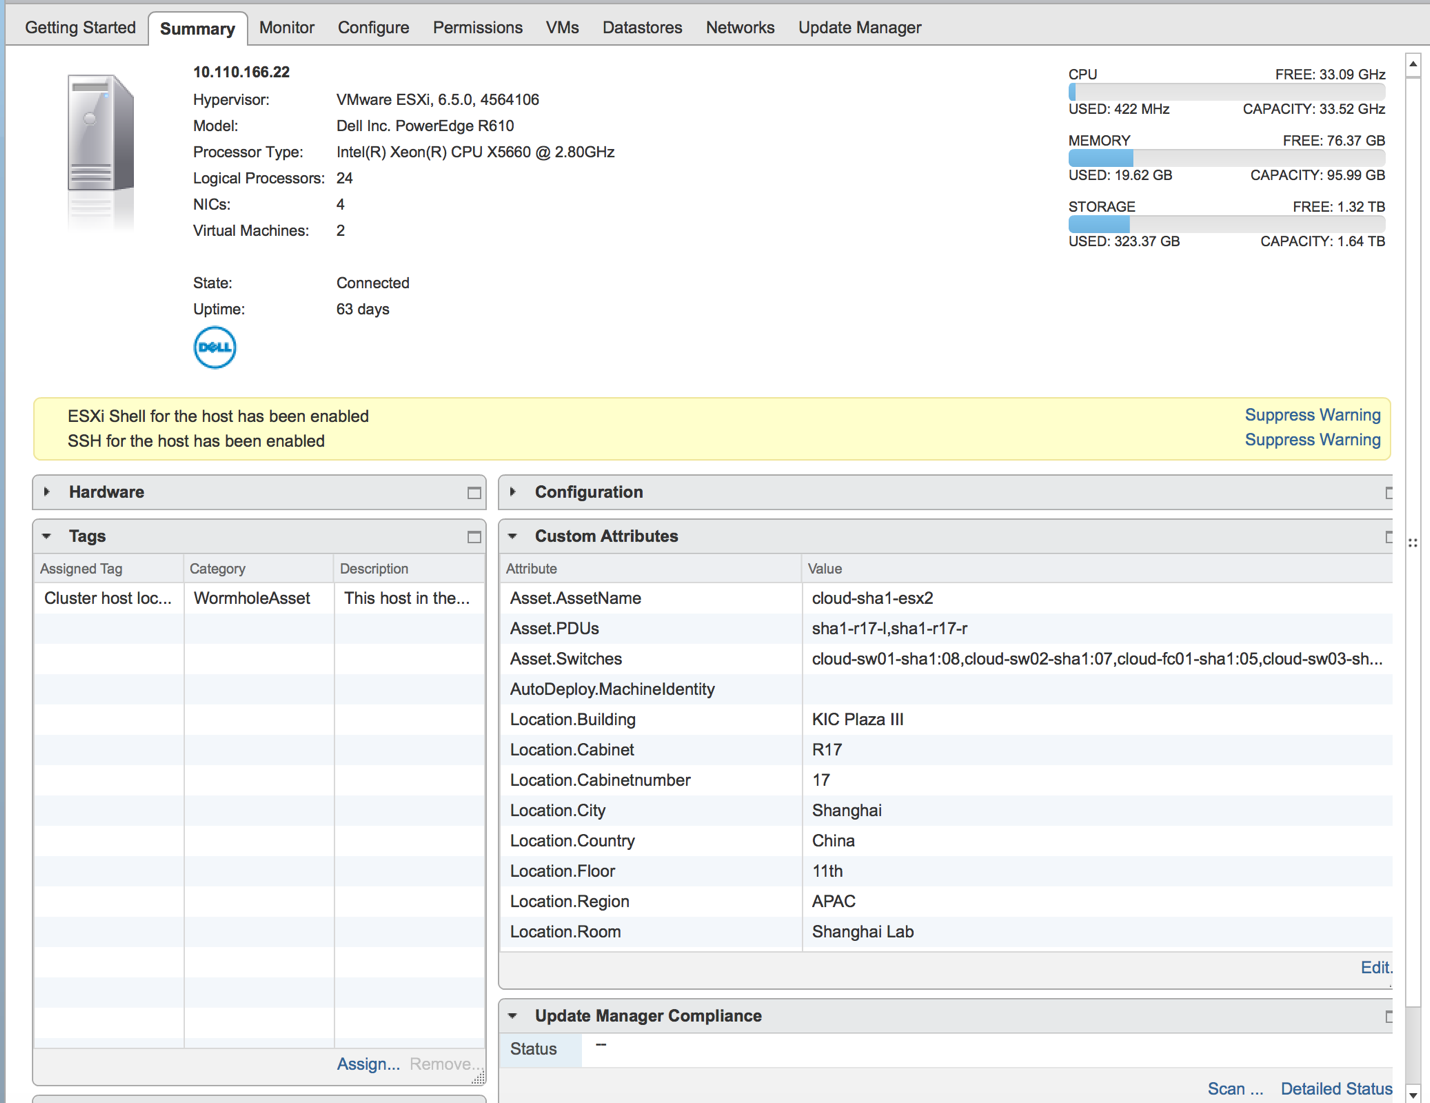 Getting Started Summary Monitor Configure Permissions VMs Datastores Networks Update Manager
10.110.166.22
Hypervisor: VMware ESXi, 6.5.0, 4564106
Model: Dell Inc. PowerEdge R610
Processor Type: Intel(R) Xeon(R) CPU X5660 @ 2.80GHz
Logical Processors: 24
NICs: 4
Virtual Machines: 2
State: Connected
Uptime: 63 days
DELL
CPU FREE: 33.09 GHz
USED: 422 MHz CAPACITY: 33.52 GHz
MEMORY FREE: 76.37 GB
USED: 19.62 GB CAPACITY: 95.99 GB
STORAGE FREE: 1.32 TB
USED: 323.37 GB CAPACITY: 1.64 TB
ESXi Shell for the host has been enabled Suppress Warning
SSH for the host has been enabled Suppress Warning
Hardware
Tags
Assigned Tag Category Description
Cluster host loc... WormholeAsset This host in the...
Assign... Remove...
Configuration
Custom Attributes
Attribute Value
Asset.AssetName cloud-sha1-esx2
Asset.PDUs sha1-r17-l,sha1-r17-r
Asset.Switches cloud-sw01-sha1:08,cloud-sw02-sha1:07,cloud-fc01-sha1:05,cloud-sw03-sh...
AutoDeploy.MachineIdentity
Location.Building KIC Plaza III
Location.Cabinet R17
Location.Cabinetnumber 17
Location.City Shanghai
Location.Country China
Location.Floor 11th
Location.Region APAC
Location.Room Shanghai Lab
Edit.
Update Manager Compliance
Status --
Scan ... Detailed Status